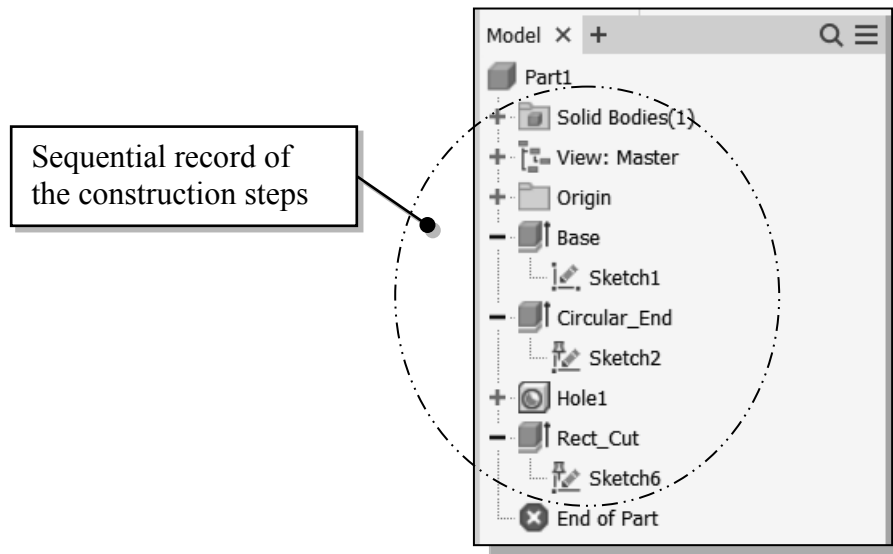 Model × +
Part1
Solid Bodies(1)
View: Master
Origin
Base
Sketch1
Circular_End
Sketch2
Hole1
Rect_Cut
Sketch6
End of Part
Sequential record of
the construction steps